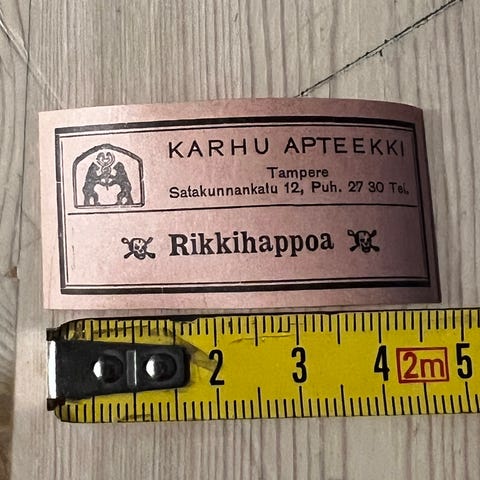 KARHU APTEEKKI
Tampere
Satakunnankatu 12, Puh. 27 30 Tel.
Rikkihappoa
2 3 4 2m 5